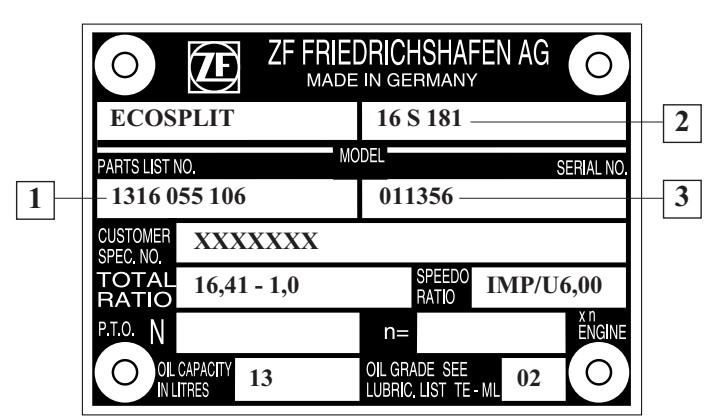 ZF ZF FRIEDRICHSHAFEN AG
MADE IN GERMANY
ECOSPLIT 16 S 181 2
MODEL
PARTS LIST NO. SERIAL NO.
1 1316 055 106 011356 3
CUSTOMER SPEC. NO. XXXXXXX
TOTAL RATIO 16,41 - 1,0 SPEEDO RATIO IMP/U6,00
P.T.O. N n= x n ENGINE
OIL CAPACITY IN LITRES 13 OIL GRADE SEE LUBRIC. LIST TE - ML 02